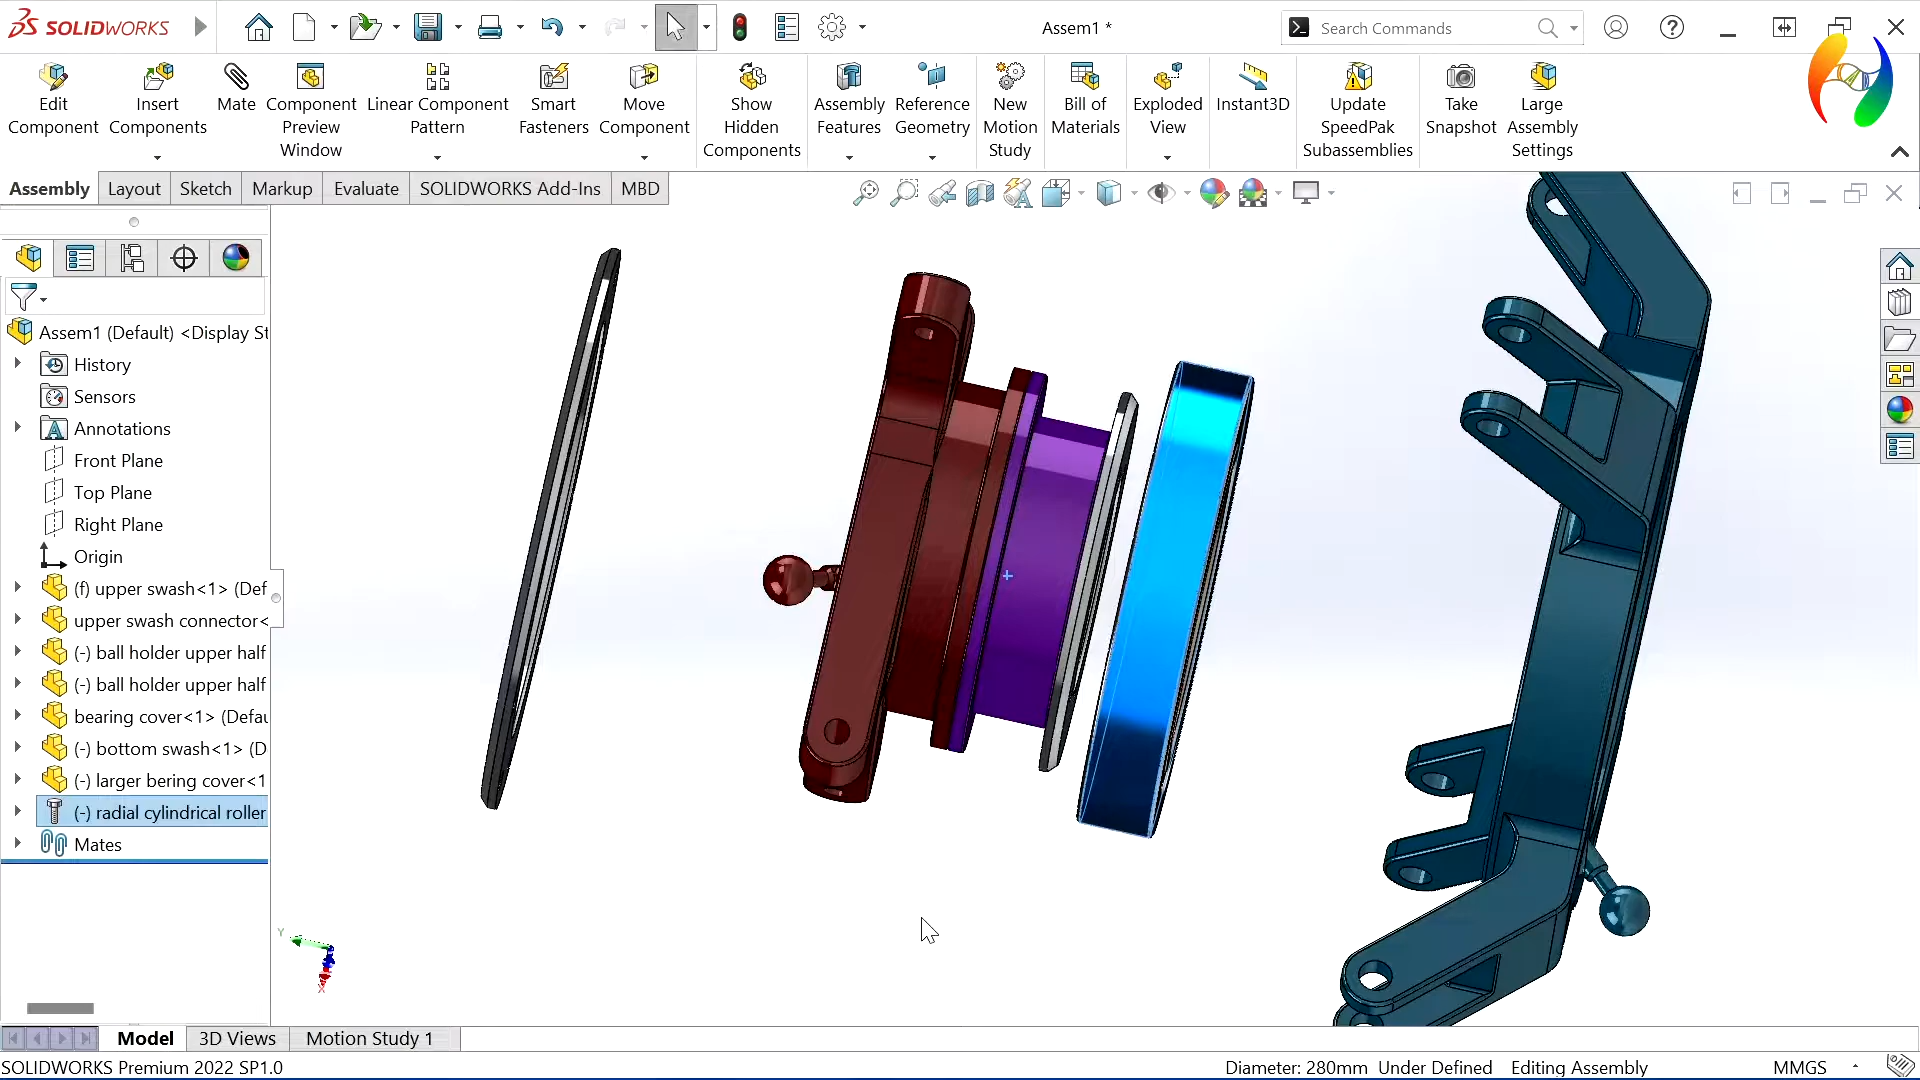 SOLIDWORKS
Assem1 *
Search Commands
Edit Component
Insert Components
Mate
Component Preview Window
Linear Component Pattern
Smart Fasteners
Move Component
Show Hidden Components
Assembly Features
Reference Geometry
New Motion Study
Bill of Materials
Exploded View
Instant3D
Update SpeedPak Subassemblies
Take Snapshot
Large Assembly Settings
Assembly
Layout
Sketch
Markup
Evaluate
SOLIDWORKS Add-Ins
MBD
Assem1 (Default) <Display St
History
Sensors
Annotations
Front Plane
Top Plane
Right Plane
Origin
(f) upper swash<1> (Def
upper swash connector<
(-) ball holder upper half
(-) ball holder upper half
bearing cover<1> (Defau
(-) bottom swash<1> (D
(-) larger bering cover<1
(-) radial cylindrical roller
Mates
Y
X
Model
3D Views
Motion Study 1
SOLIDWORKS Premium 2022 SP1.0
Diameter: 280mm
Under Defined
Editing Assembly
MMGS